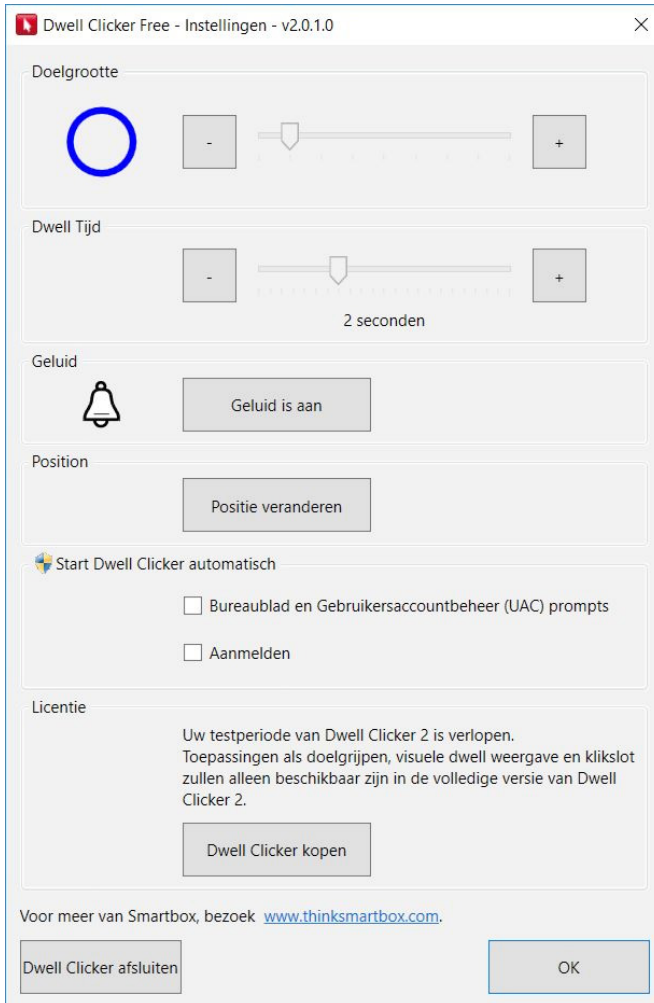 Dwell Clicker Free - Instellingen - v2.0.1.0
Doelgrootte
-
+
Dwell Tijd
-
+
2 seconden
Geluid
Geluid is aan
Position
Positie veranderen
Start Dwell Clicker automatisch
Bureaublad en Gebruikersaccountbeheer (UAC) prompts
Aanmelden
Licentie
Uw testperiode van Dwell Clicker 2 is verlopen.
Toepassingen als doelgrijpen, visuele dwell weergave en klikslot
zullen alleen beschikbaar zijn in de volledige versie van Dwell
Clicker 2.
Dwell Clicker kopen
Voor meer van Smartbox, bezoek www.thinksmartbox.com.
Dwell Clicker afsluiten
OK